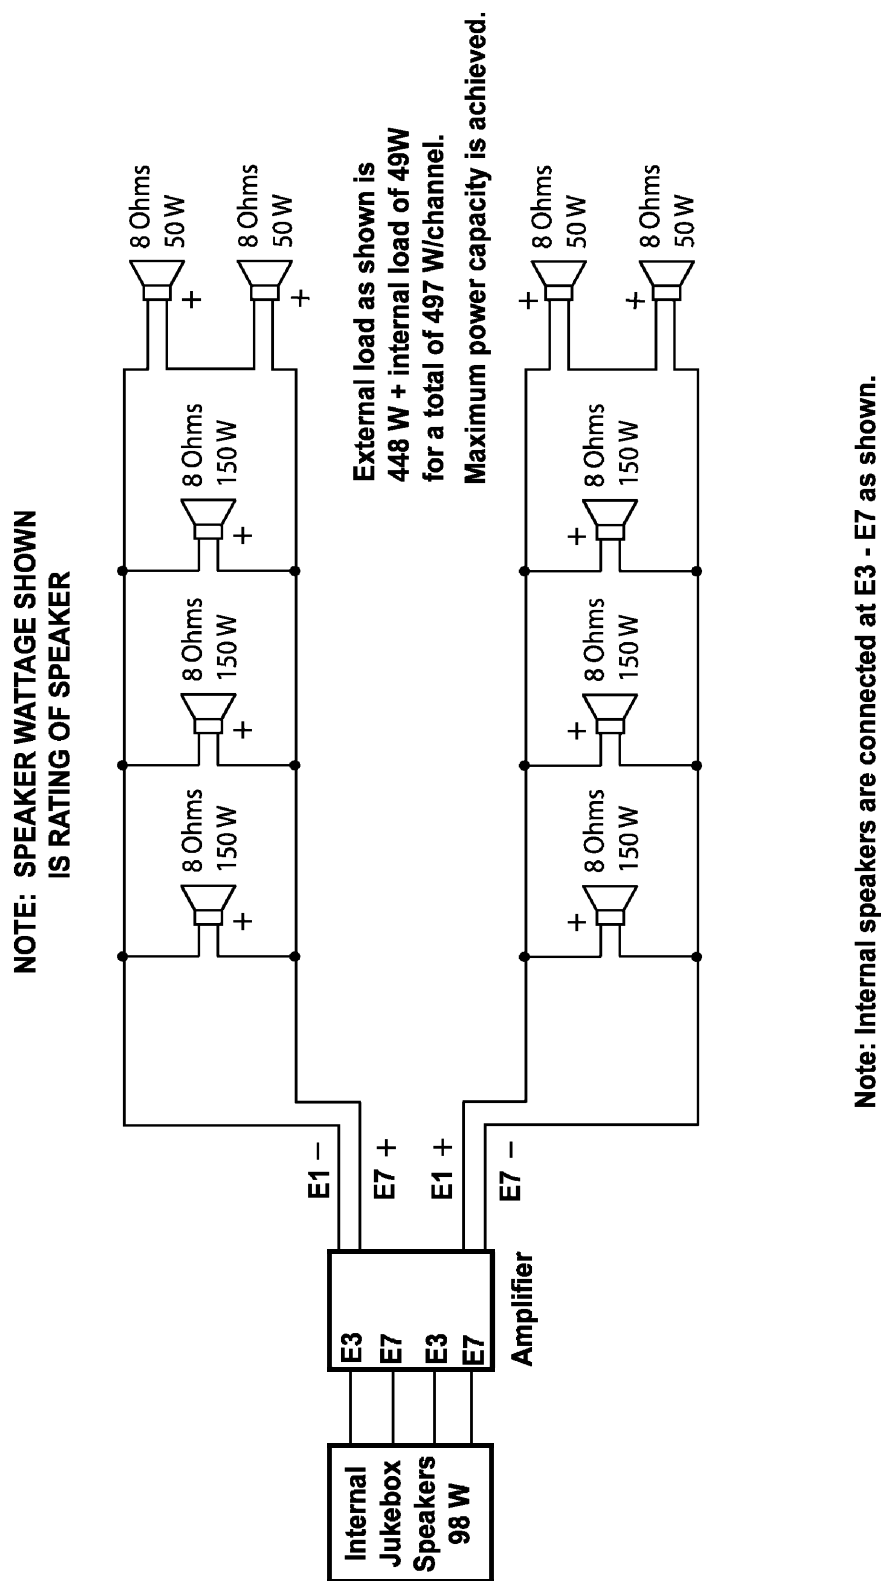 NOTE: SPEAKER WATTAGE SHOWN
IS RATING OF SPEAKER
8 Ohms
150 W
8 Ohms
150 W
8 Ohms
150 W
8 Ohms
50 W
8 Ohms
50 W
External load as shown is
448 W + internal load of 49W
for a total of 497 W/channel.
Maximum power capacity is achieved.
Internal
Jukebox
Speakers
98 W
E3
E7
E3
E7
Amplifier
E1 –
E7 +
E1 +
E7 –
8 Ohms
150 W
8 Ohms
150 W
8 Ohms
150 W
8 Ohms
50 W
8 Ohms
50 W
+
+
+
+
+
+
+
+
+
+
Note: Internal speakers are connected at E3 - E7 as shown.